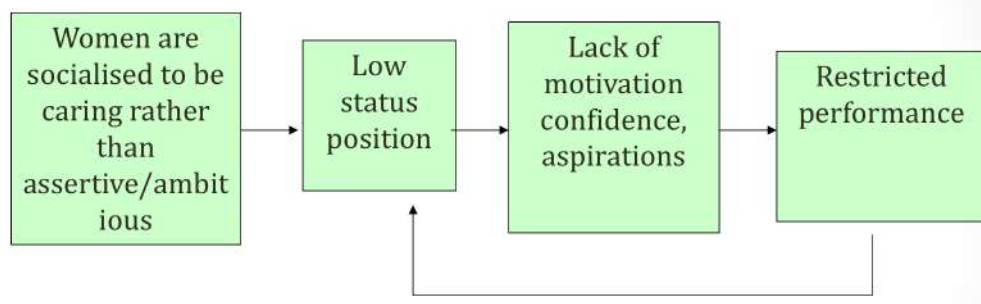 Women are
socialised to be
caring rather
than
assertive/ambit
ious
Low
status
position
Lack of
motivation
confidence,
aspirations
Restricted
performance